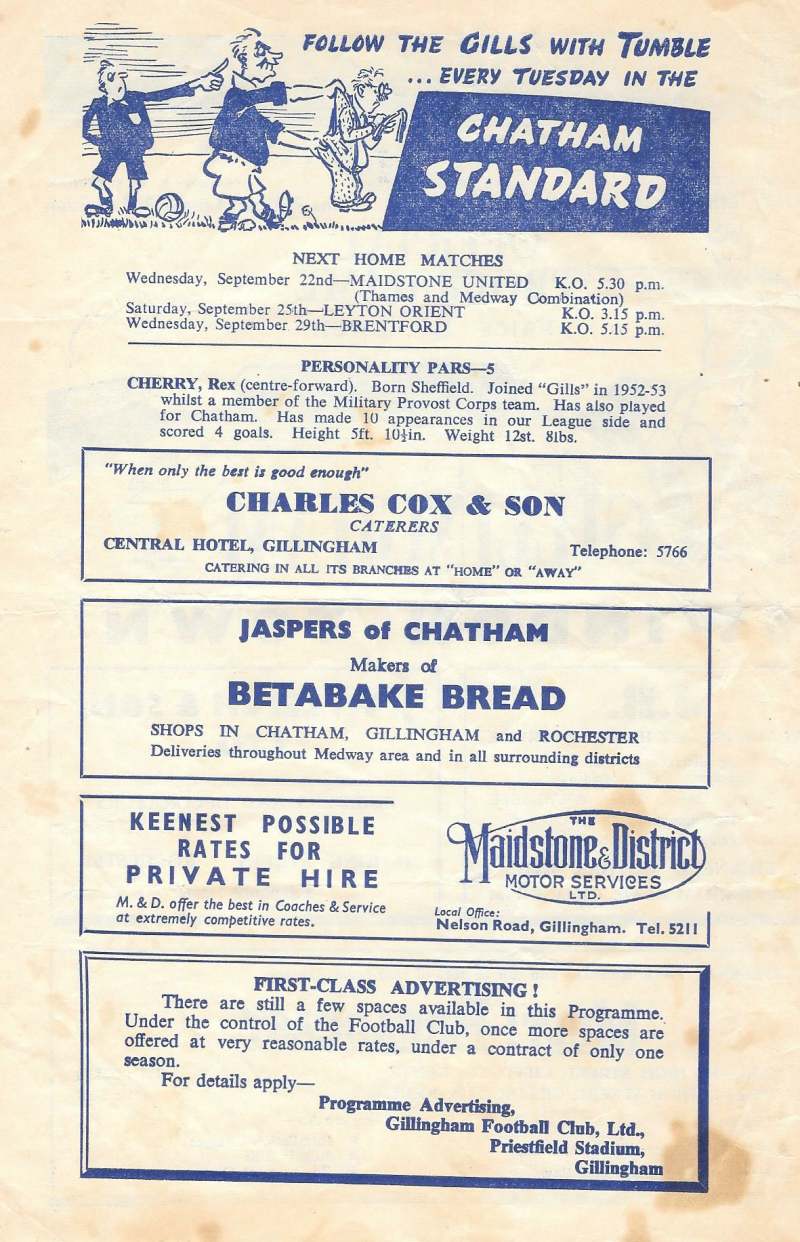 FOLLOW THE GILLS WITH TUMBLE
... EVERY TUESDAY IN THE
CHATHAM
STANDARD
NEXT HOME MATCHES
Wednesday, September 22nd—MAIDSTONE UNITED K.O. 5.30 p.m.
(Thames and Medway Combination)
Saturday, September 25th—LEYTON ORIENT K.O. 3.15 p.m.
Wednesday, September 29th—BRENTFORD K.O. 5.15 p.m.
PERSONALITY PARS—5
CHERRY, Rex (centre-forward). Born Sheffield. Joined "Gills" in 1952-53
whilst a member of the Military Provost Corps team. Has also played
for Chatham. Has made 10 appearances in our League side and
scored 4 goals. Height 5ft. 10½in. Weight 12st. 8lbs.
"When only the best is good enough"
CHARLES COX & SON
CATERERS
CENTRAL HOTEL, GILLINGHAM Telephone: 5766
CATERING IN ALL ITS BRANCHES AT "HOME" OR "AWAY"
JASPERS of CHATHAM
Makers of
BETABAKE BREAD
SHOPS IN CHATHAM, GILLINGHAM and ROCHESTER
Deliveries throughout Medway area and in all surrounding districts
KEENEST POSSIBLE
RATES FOR
PRIVATE HIRE
M. & D. offer the best in Coaches & Service
at extremely competitive rates.
THE
Maidstone & District
MOTOR SERVICES
LTD.
Local Office:
Nelson Road, Gillingham. Tel. 5211
FIRST-CLASS ADVERTISING!
There are still a few spaces available in this Programme.
Under the control of the Football Club, once more spaces are
offered at very reasonable rates, under a contract of only one
season.
For details apply—
Programme Advertising,
Gillingham Football Club, Ltd.,
Priestfield Stadium,
Gillingham